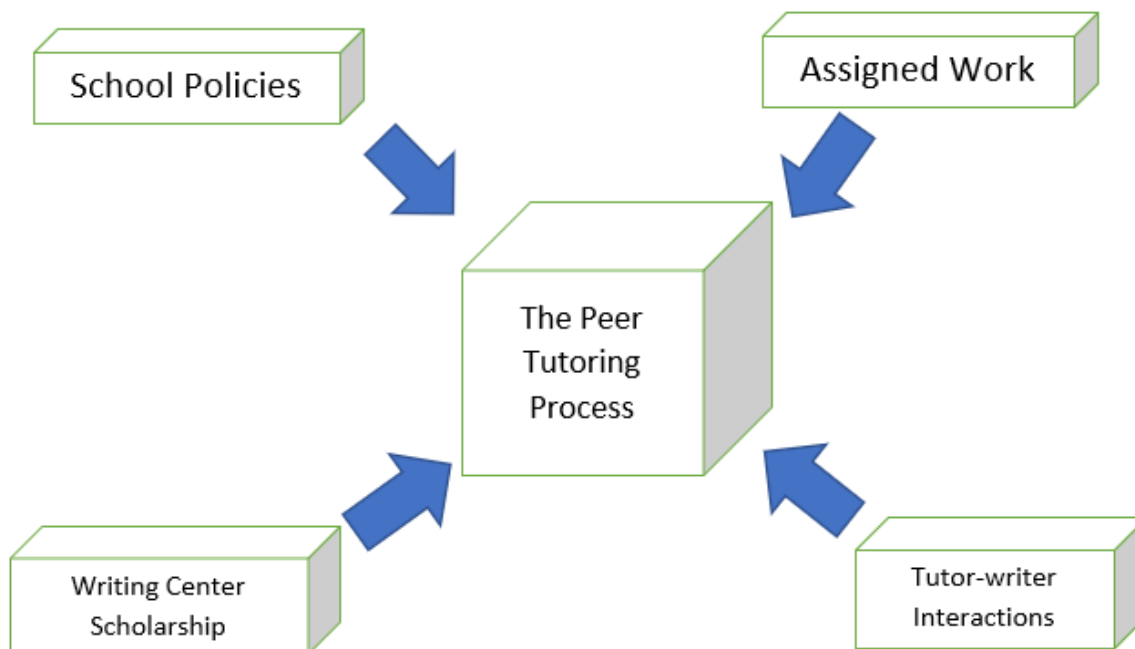 School Policies
Assigned Work
The Peer
Tutoring
Process
Writing Center
Scholarship
Tutor-writer
Interactions